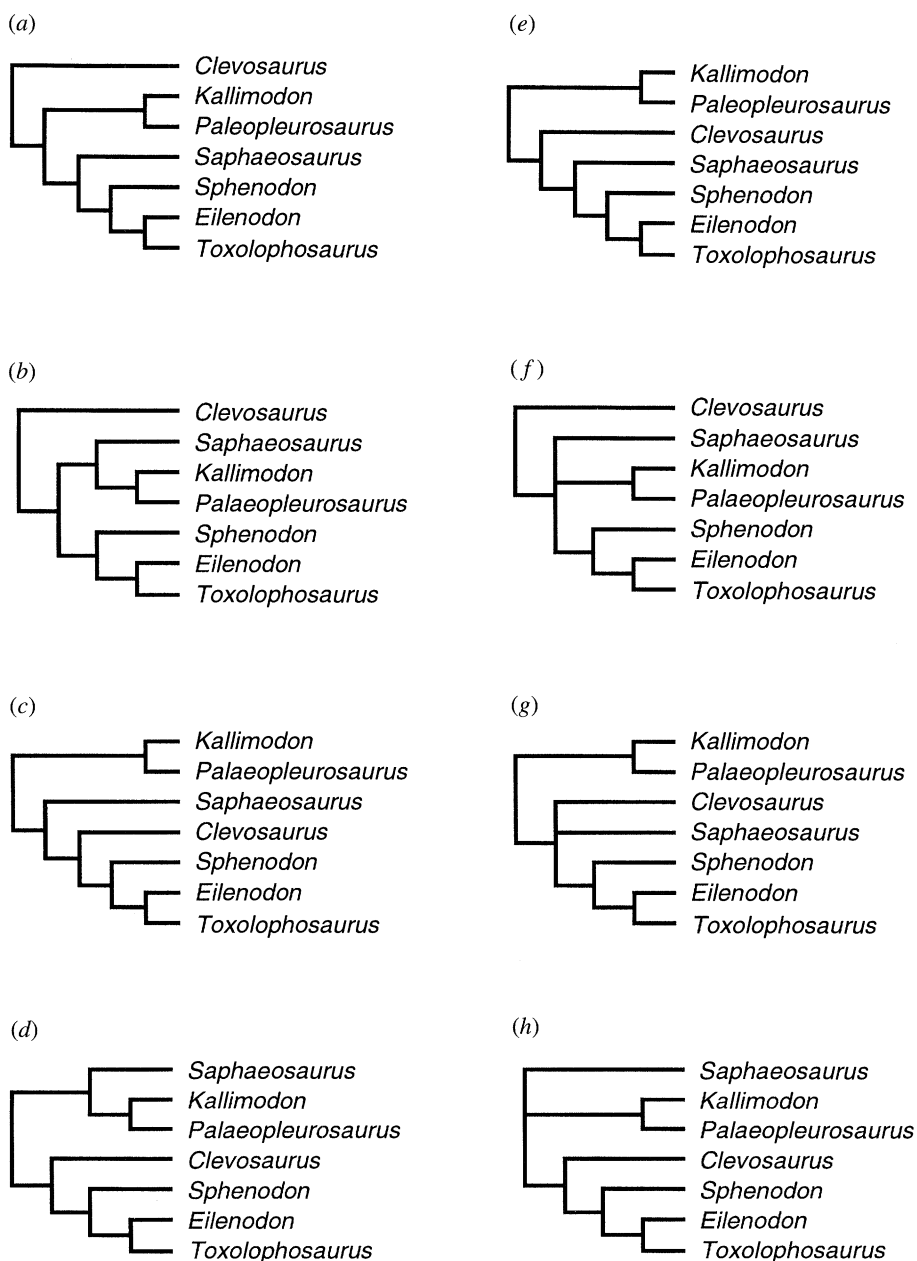 (a)
Clevosaurus
Kallimodon
Paleopleurosaurus
Saphaeosaurus
Sphenodon
Eilenodon
Toxolophosaurus
(b)
Clevosaurus
Saphaeosaurus
Kallimodon
Palaeopleurosaurus
Sphenodon
Eilenodon
Toxolophosaurus
(c)
Kallimodon
Palaeopleurosaurus
Saphaeosaurus
Clevosaurus
Sphenodon
Eilenodon
Toxolophosaurus
(d)
Saphaeosaurus
Kallimodon
Palaeopleurosaurus
Clevosaurus
Sphenodon
Eilenodon
Toxolophosaurus
(e)
Kallimodon
Paleopleurosaurus
Clevosaurus
Saphaeosaurus
Sphenodon
Eilenodon
Toxolophosaurus
(f)
Clevosaurus
Saphaeosaurus
Kallimodon
Palaeopleurosaurus
Sphenodon
Eilenodon
Toxolophosaurus
(g)
Kallimodon
Palaeopleurosaurus
Clevosaurus
Saphaeosaurus
Sphenodon
Eilenodon
Toxolophosaurus
(h)
Saphaeosaurus
Kallimodon
Palaeopleurosaurus
Clevosaurus
Sphenodon
Eilenodon
Toxolophosaurus